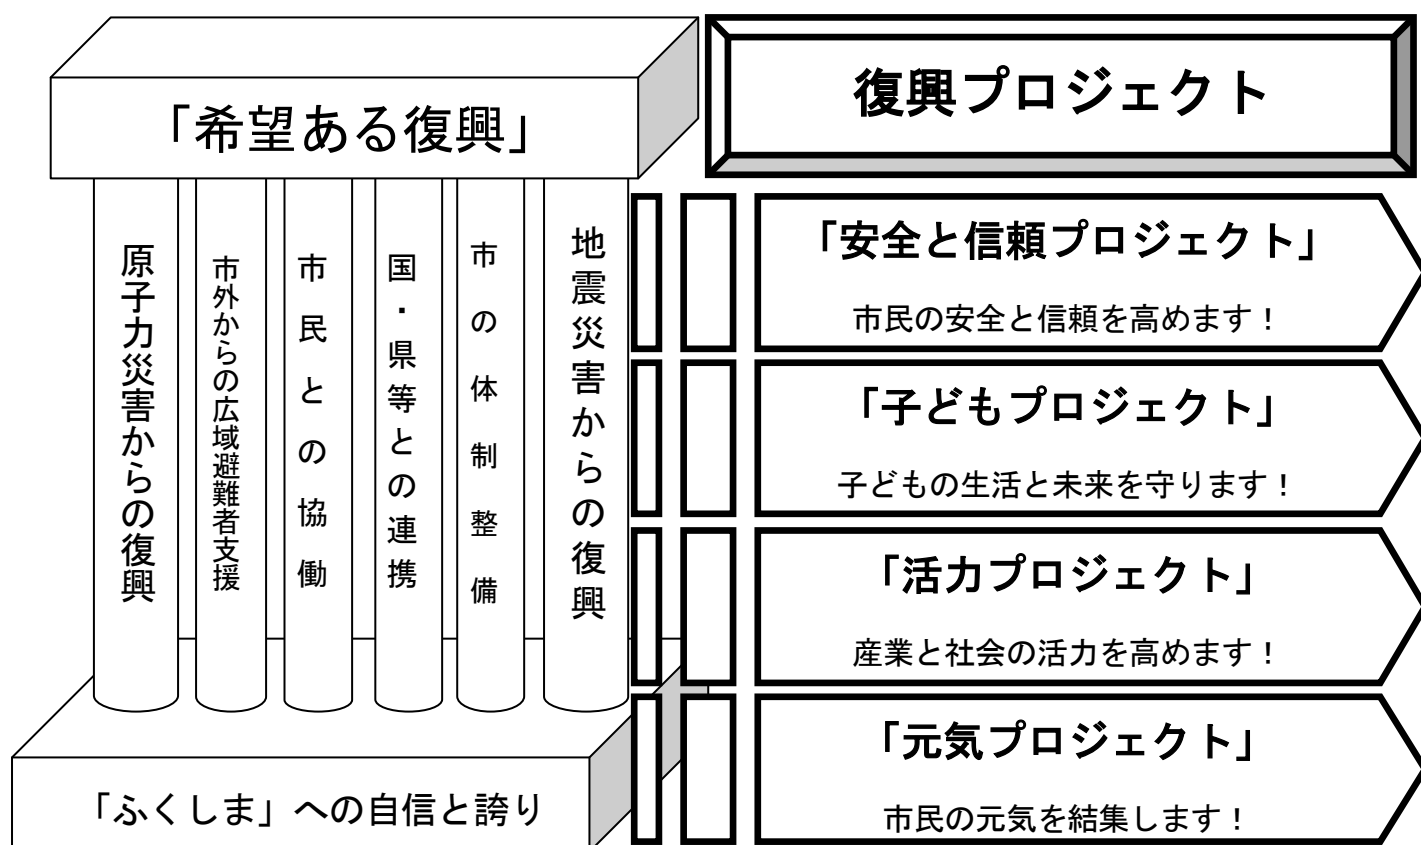 「希望ある復興」
原子力災害からの復興
市外からの広域避難者支援
市民との協働
国・県等との連携
市の体制整備
地震災害からの復興
「ふくしま」への自信と誇り
復興プロジェクト
「安全と信頼プロジェクト」
市民の安全と信頼を高めます！
「子どもプロジェクト」
子どもの生活と未来を守ります！
「活力プロジェクト」
産業と社会の活力を高めます！
「元気プロジェクト」
市民の元気を結集します！